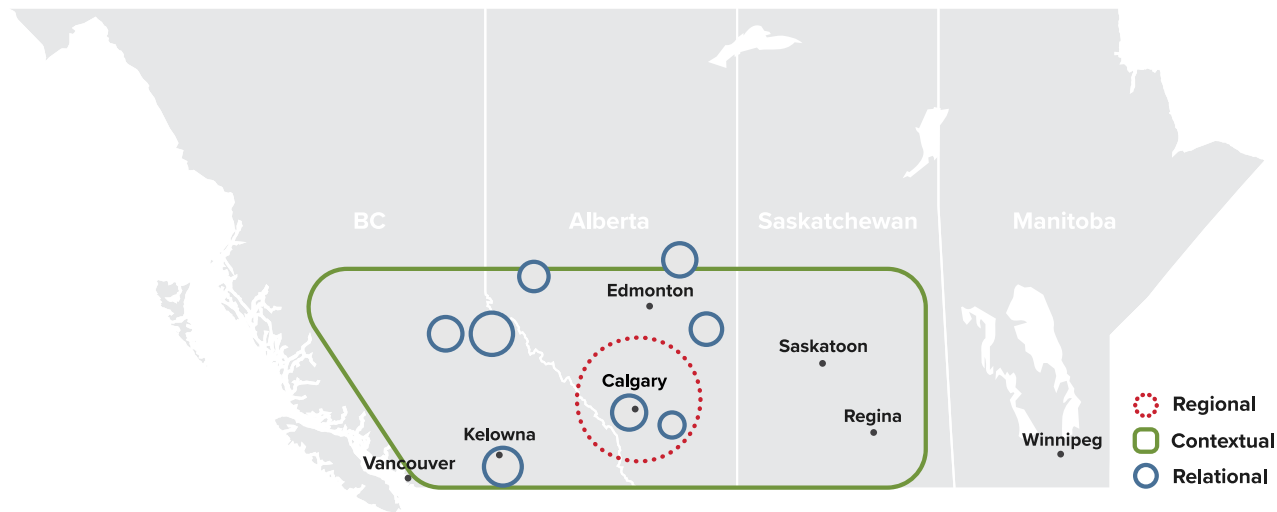 BC
Alberta
Saskatchewan
Manitoba
Edmonton
Saskatoon
Calgary
Regina
Kelowna
Winnipeg
Vancouver
Regional
Contextual
Relational